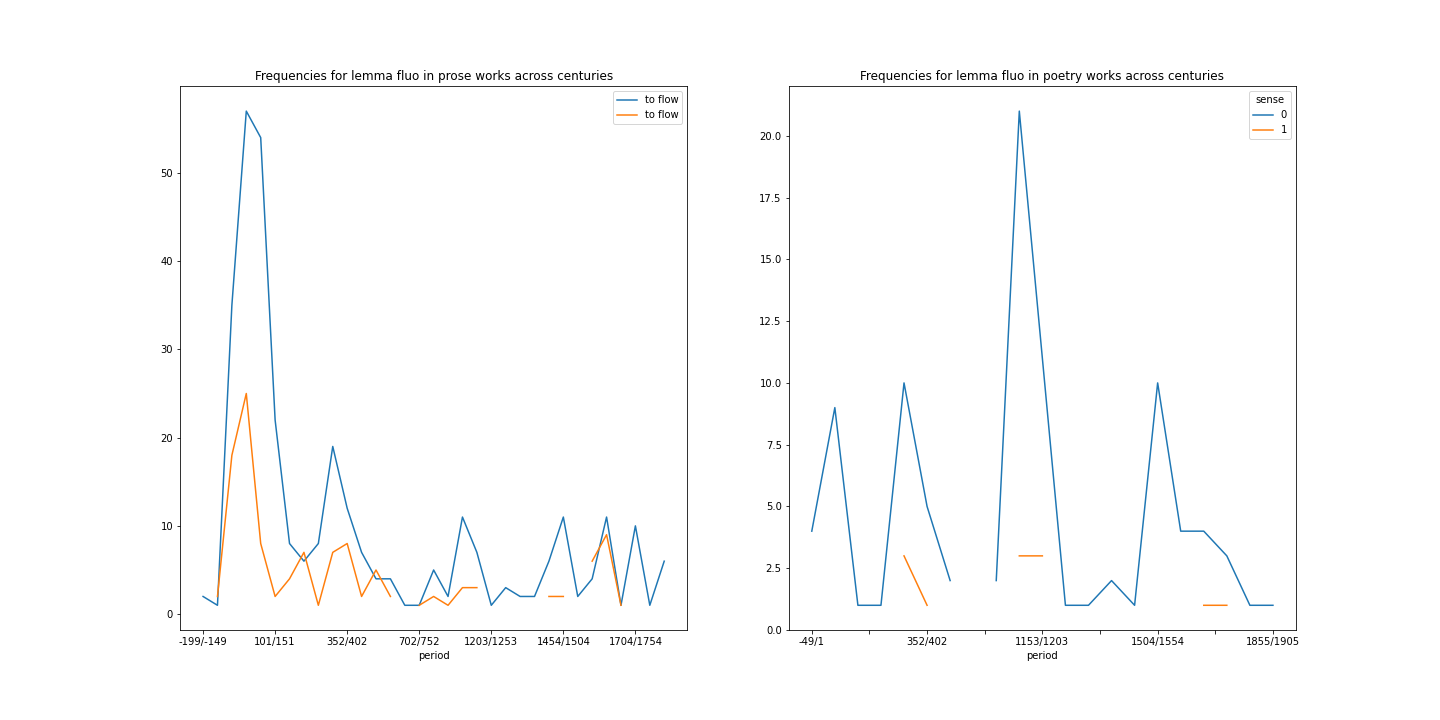 Frequencies for lemma fluo in prose works across centuries
to flow
to flow
50
40
30
20
10
0
-199/-149 101/151 352/402 702/752 1203/1253 1454/1504 1704/1754
period
Frequencies for lemma fluo in poetry works across centuries
sense
0
1
20.0
17.5
15.0
12.5
10.0
7.5
5.0
2.5
0.0
-49/1 352/402 1153/1203 1504/1554 1855/1905
period